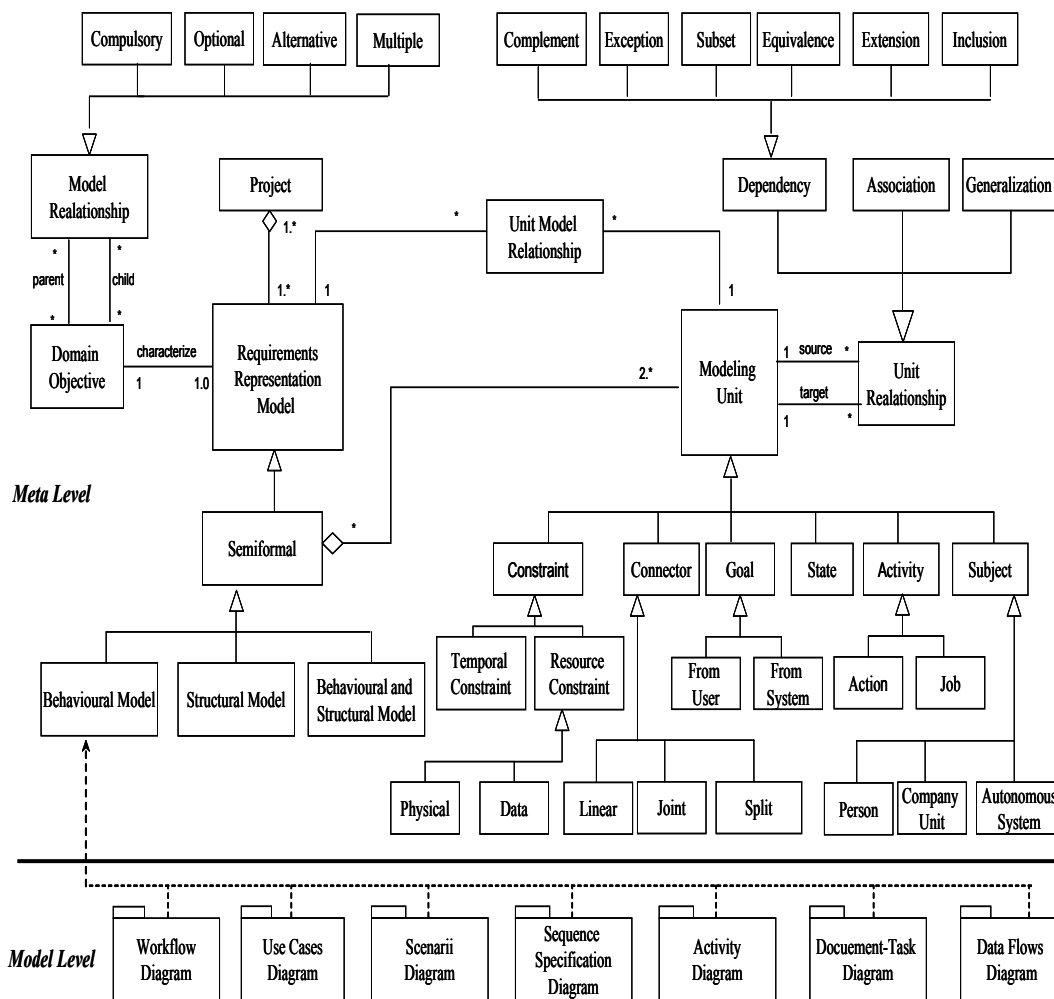 Compulsory
Optional
Alternative
Multiple
Complement
Exception
Subset
Equivalence
Extension
Inclusion
Model
Realationship
Project
Unit Model
Relationship
Dependency
Association
Generalization
1.*
*
*
*
*
parent
child
*
*
1.*
1
1
Domain
Objective
characterize
1
1.0
Requirements
Representation
Model
2.*
Modeling
Unit
1
source
*
target
1
*
Unit
Realationship
Meta Level
Semiformal
*
Constraint
Connector
Goal
State
Activity
Subject
Temporal
Constraint
Resource
Constraint
From
User
From
System
Action
Job
Behavioural Model
Structural Model
Behavioural and
Structural Model
Physical
Data
Linear
Joint
Split
Person
Company
Unit
Autonomous
System
Model Level
Workflow
Diagram
Use Cases
Diagram
Scenarii
Diagram
Sequence
Specification
Diagram
Activity
Diagram
Docuement-Task
Diagram
Data Flows
Diagram